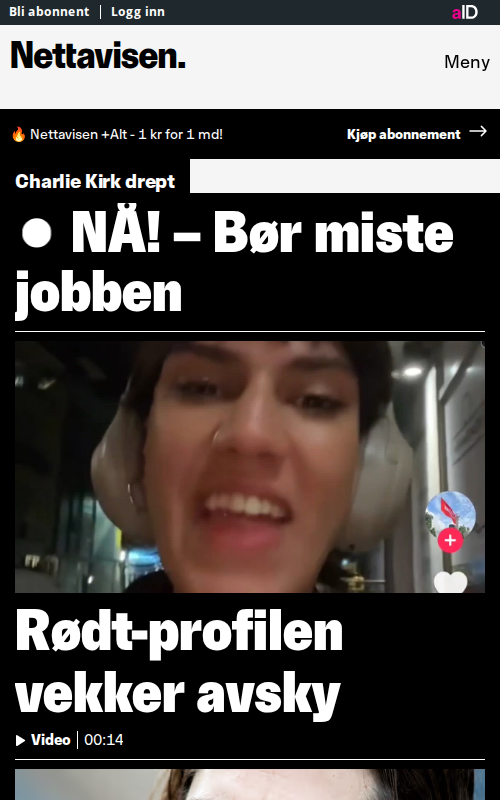 Bli abonnent | Logg inn
aID
Nettavisen.
Meny
🔥 Nettavisen +Alt - 1 kr for 1 md!
Kjøp abonnement →
Charlie Kirk drept
NÅ! – Bør miste
jobben
Rødt-profilen
vekker avsky
Video | 00:14